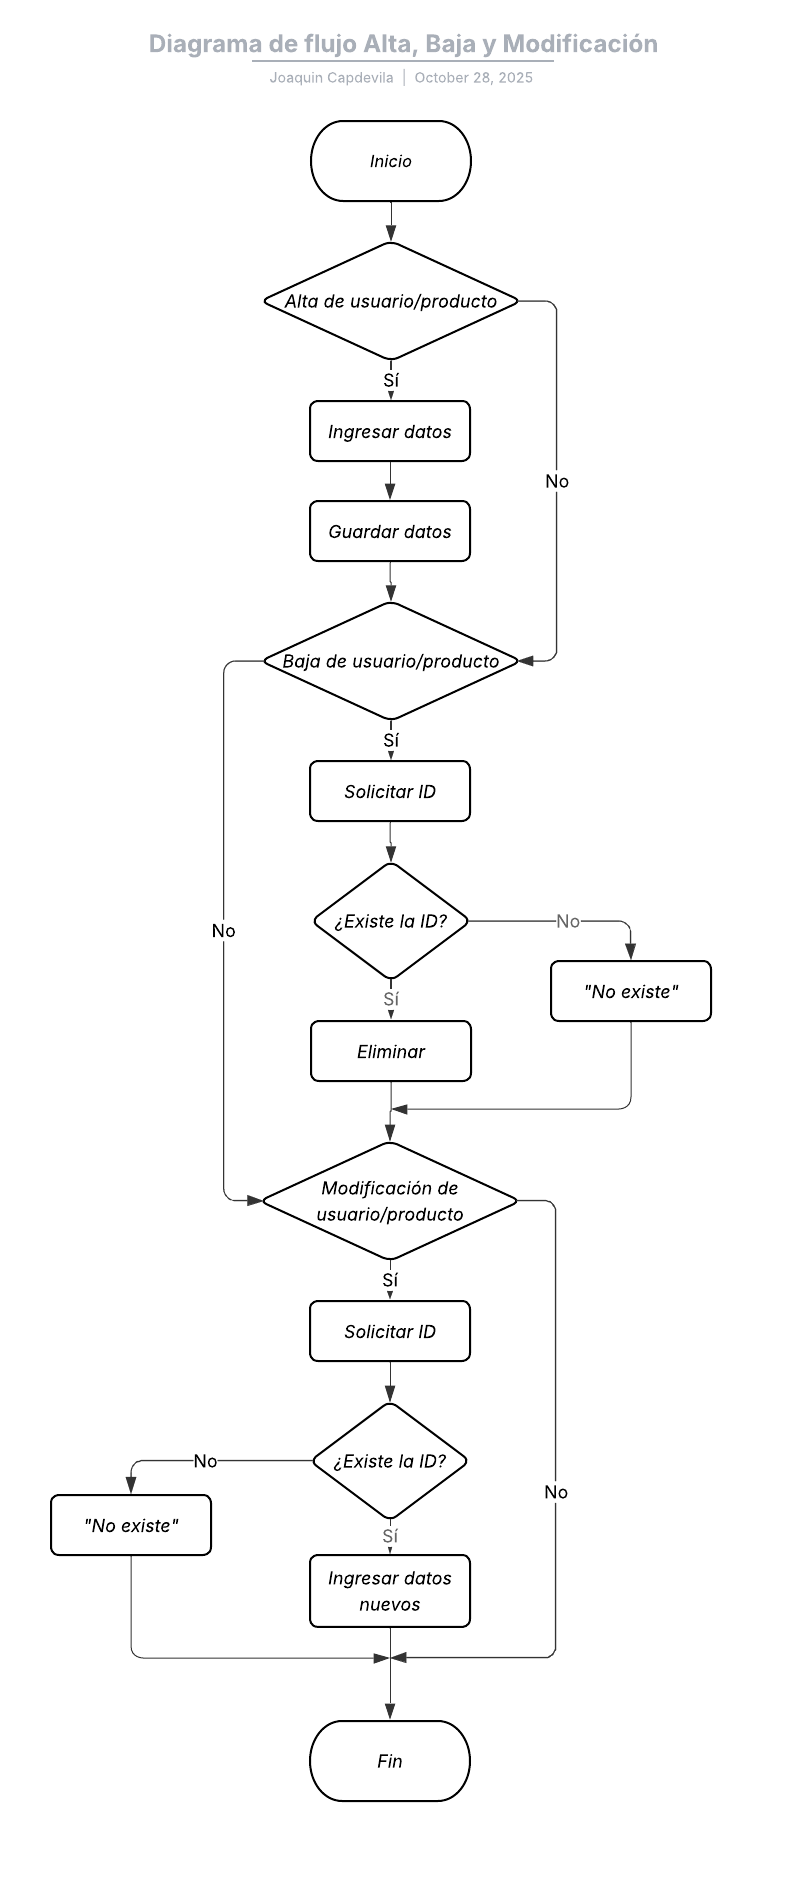 Diagrama de flujo Alta, Baja y Modificación
Joaquin Capdevila | October 28, 2025
Inicio
Alta de usuario/producto
Sí
Ingresar datos
No
Guardar datos
Baja de usuario/producto
Sí
Solicitar ID
¿Existe la ID?
No
No
"No existe"
Sí
Eliminar
Modificación de
usuario/producto
Sí
Solicitar ID
¿Existe la ID?
No
No
"No existe"
Sí
Ingresar datos
nuevos
Fin